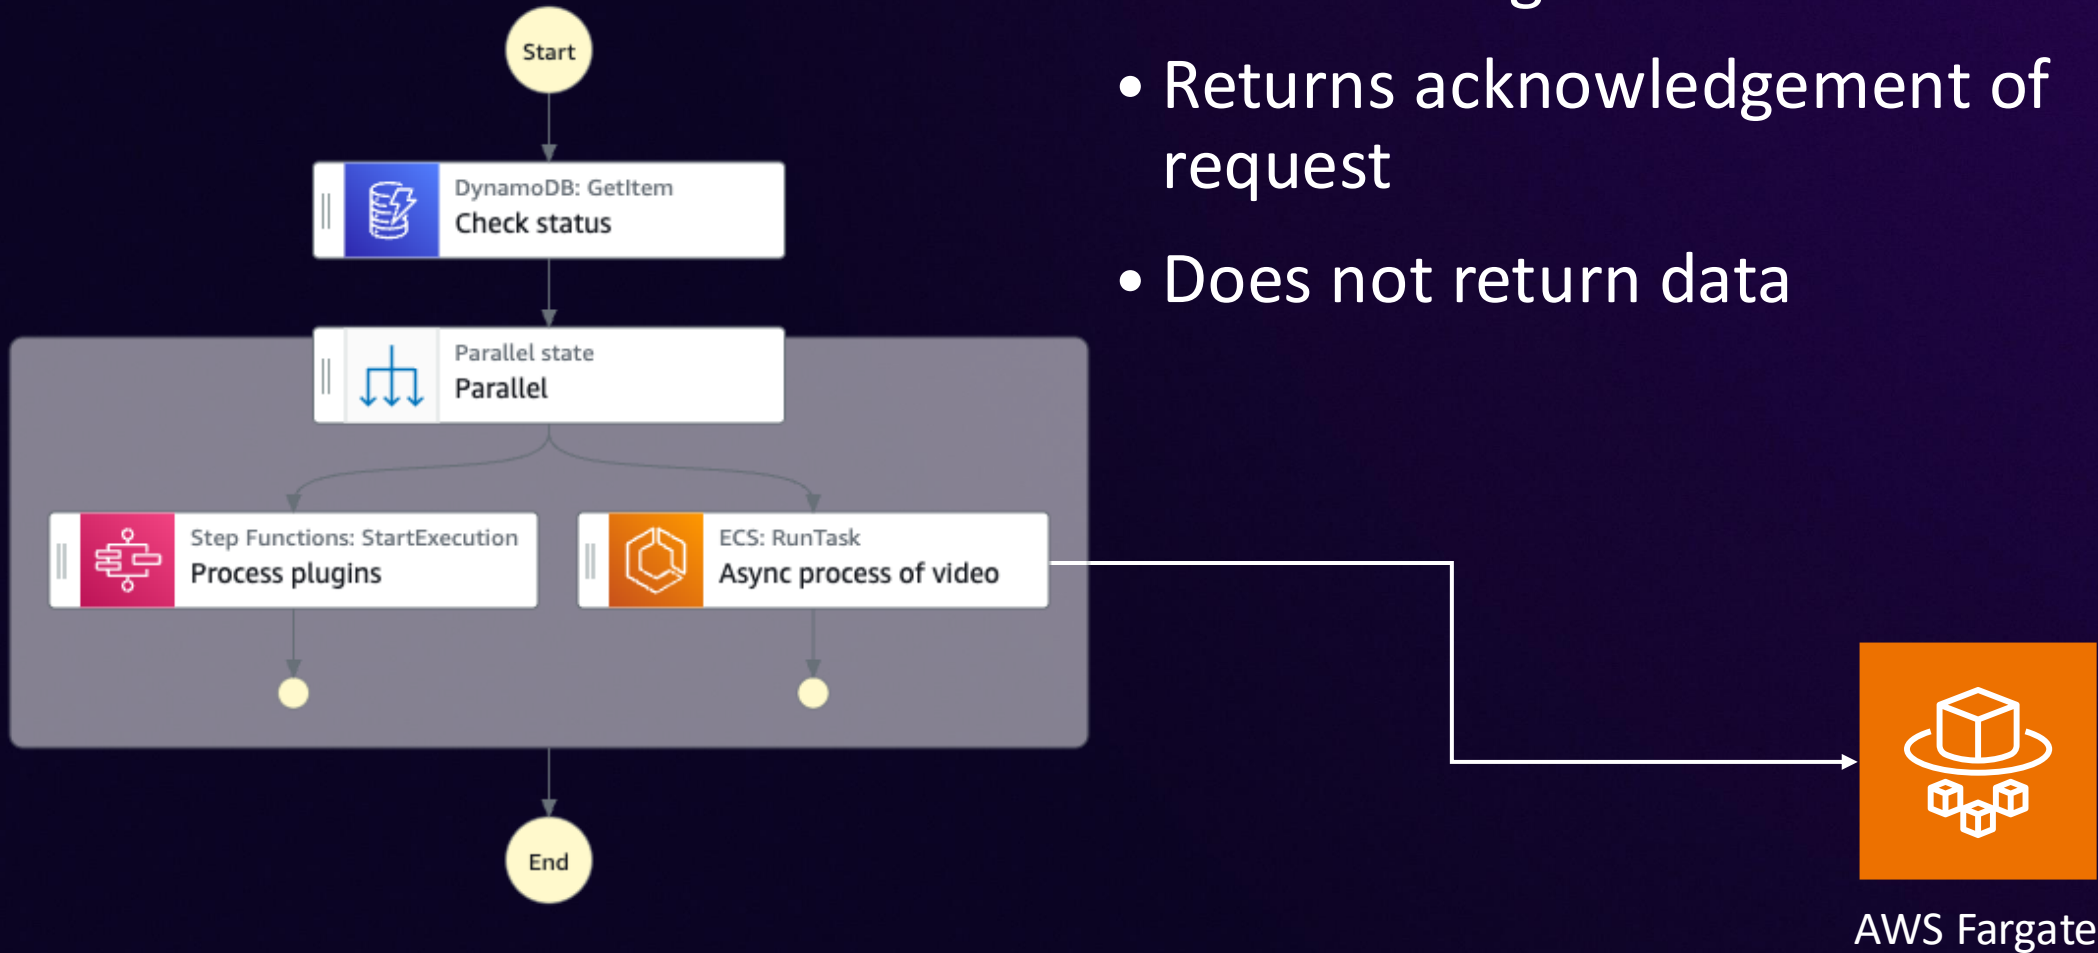 Start
DynamoDB: GetItem
Check status
Parallel state
Parallel
Step Functions: StartExecution
Process plugins
ECS: RunTask
Async process of video
End
• Returns acknowledgement of
request
• Does not return data
AWS Fargate